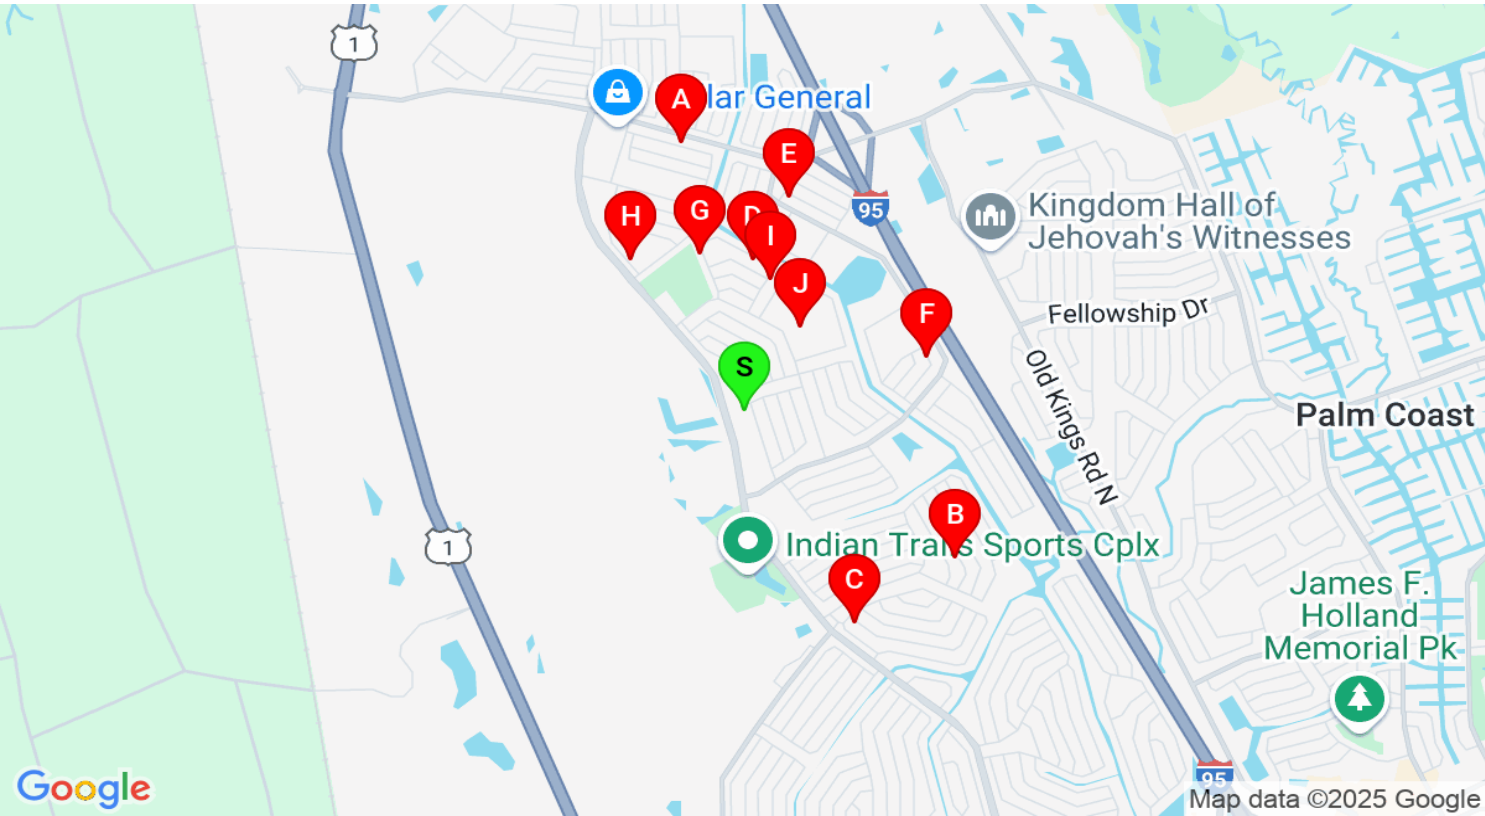 1
A
lar General
E
95
Kingdom Hall of
Jehovah's Witnesses
H
G
D
I
J
F
Fellowship Dr
S
Old Kings Rd N
Palm Coast
B
1
Indian Trails Sports Cplx
C
James F.
Holland
Memorial Pk
95
Google
Map data ©2025 Google